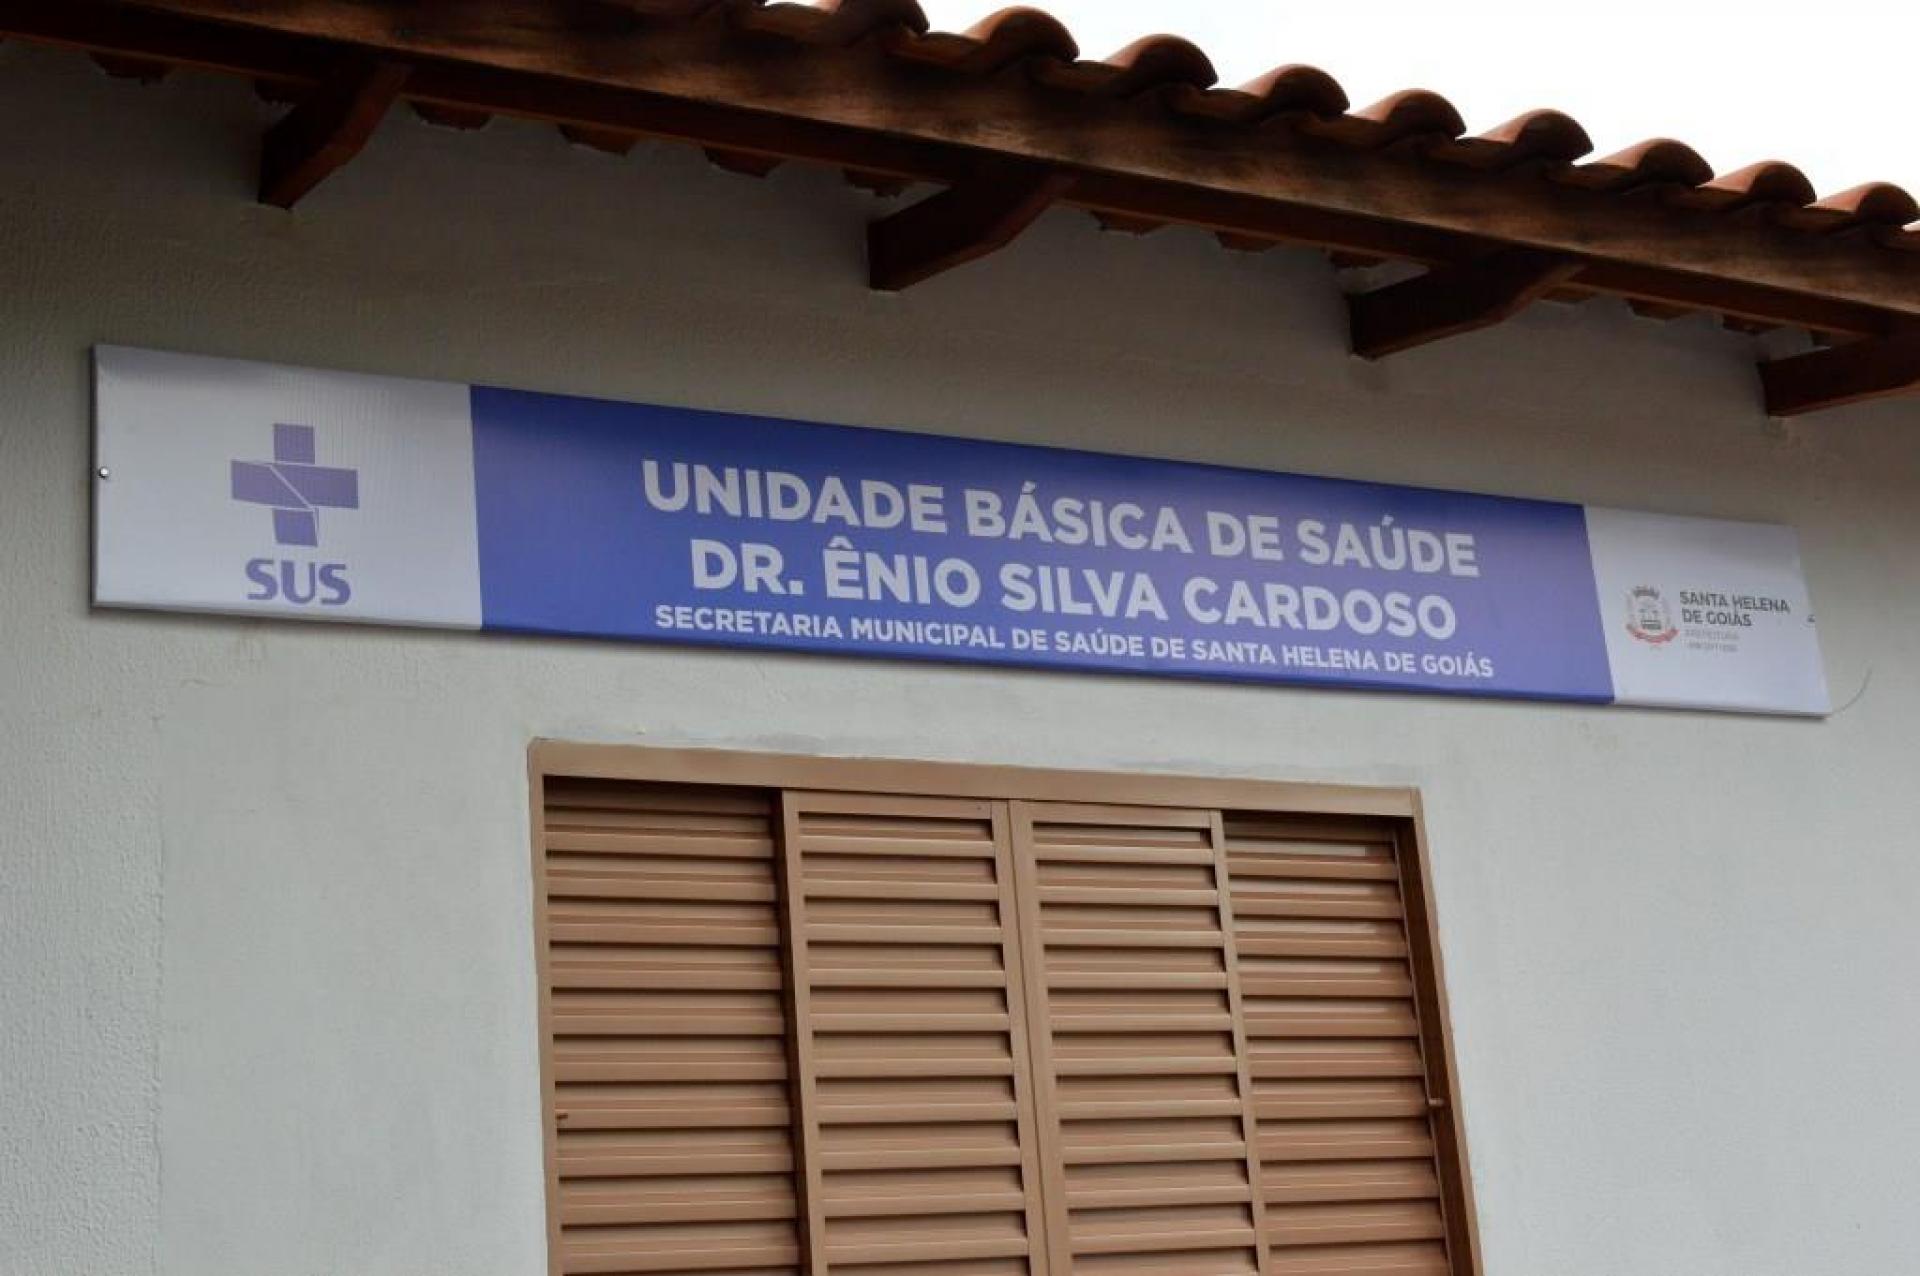 SUS
UNIDADE BÁSICA DE SAÚDE
DR. ÊNIO SILVA CARDOSO
SECRETARIA MUNICIPAL DE SAÚDE DE SANTA HELENA DE GOIÁS
SANTA HELENA
DE GOIÁS
PREFEITURA